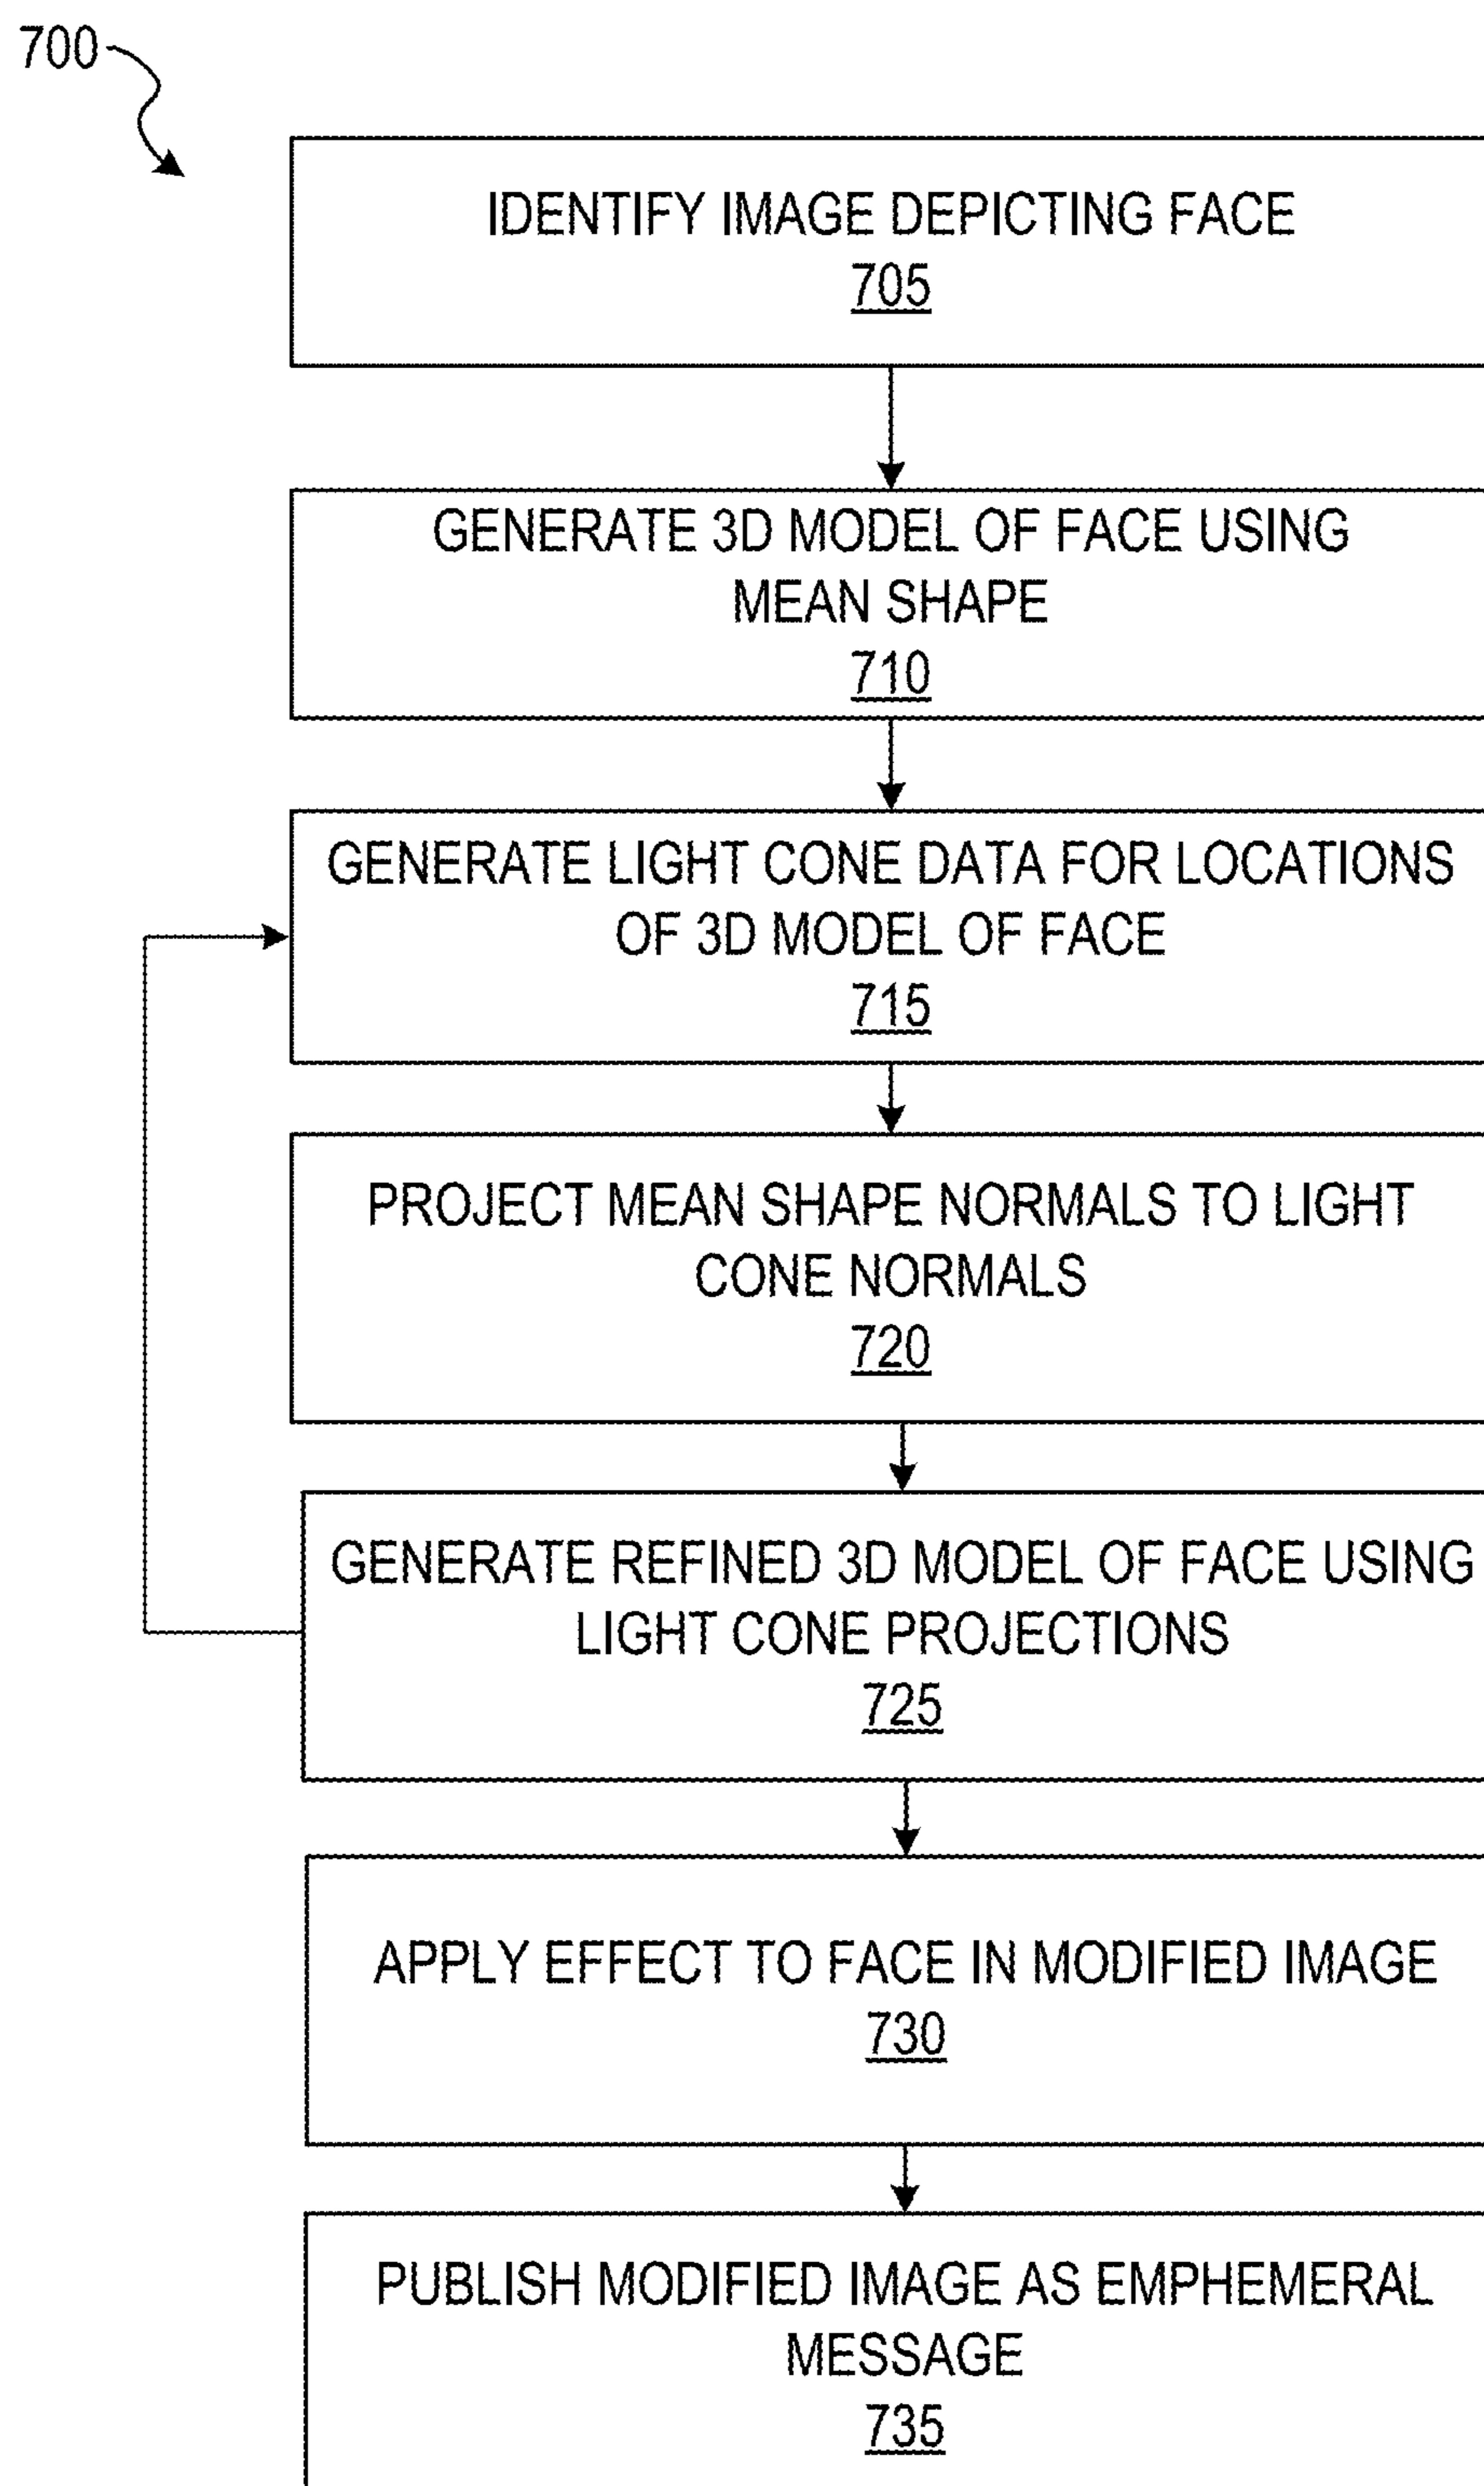 700
IDENTIFY IMAGE DEPICTING FACE
705
GENERATE 3D MODEL OF FACE USING
MEAN SHAPE
710
GENERATE LIGHT CONE DATA FOR LOCATIONS
OF 3D MODEL OF FACE
715
PROJECT MEAN SHAPE NORMALS TO LIGHT
CONE NORMALS
720
GENERATE REFINED 3D MODEL OF FACE USING
LIGHT CONE PROJECTIONS
725
APPLY EFFECT TO FACE IN MODIFIED IMAGE
730
PUBLISH MODIFIED IMAGE AS EMPHEMERAL
MESSAGE
735